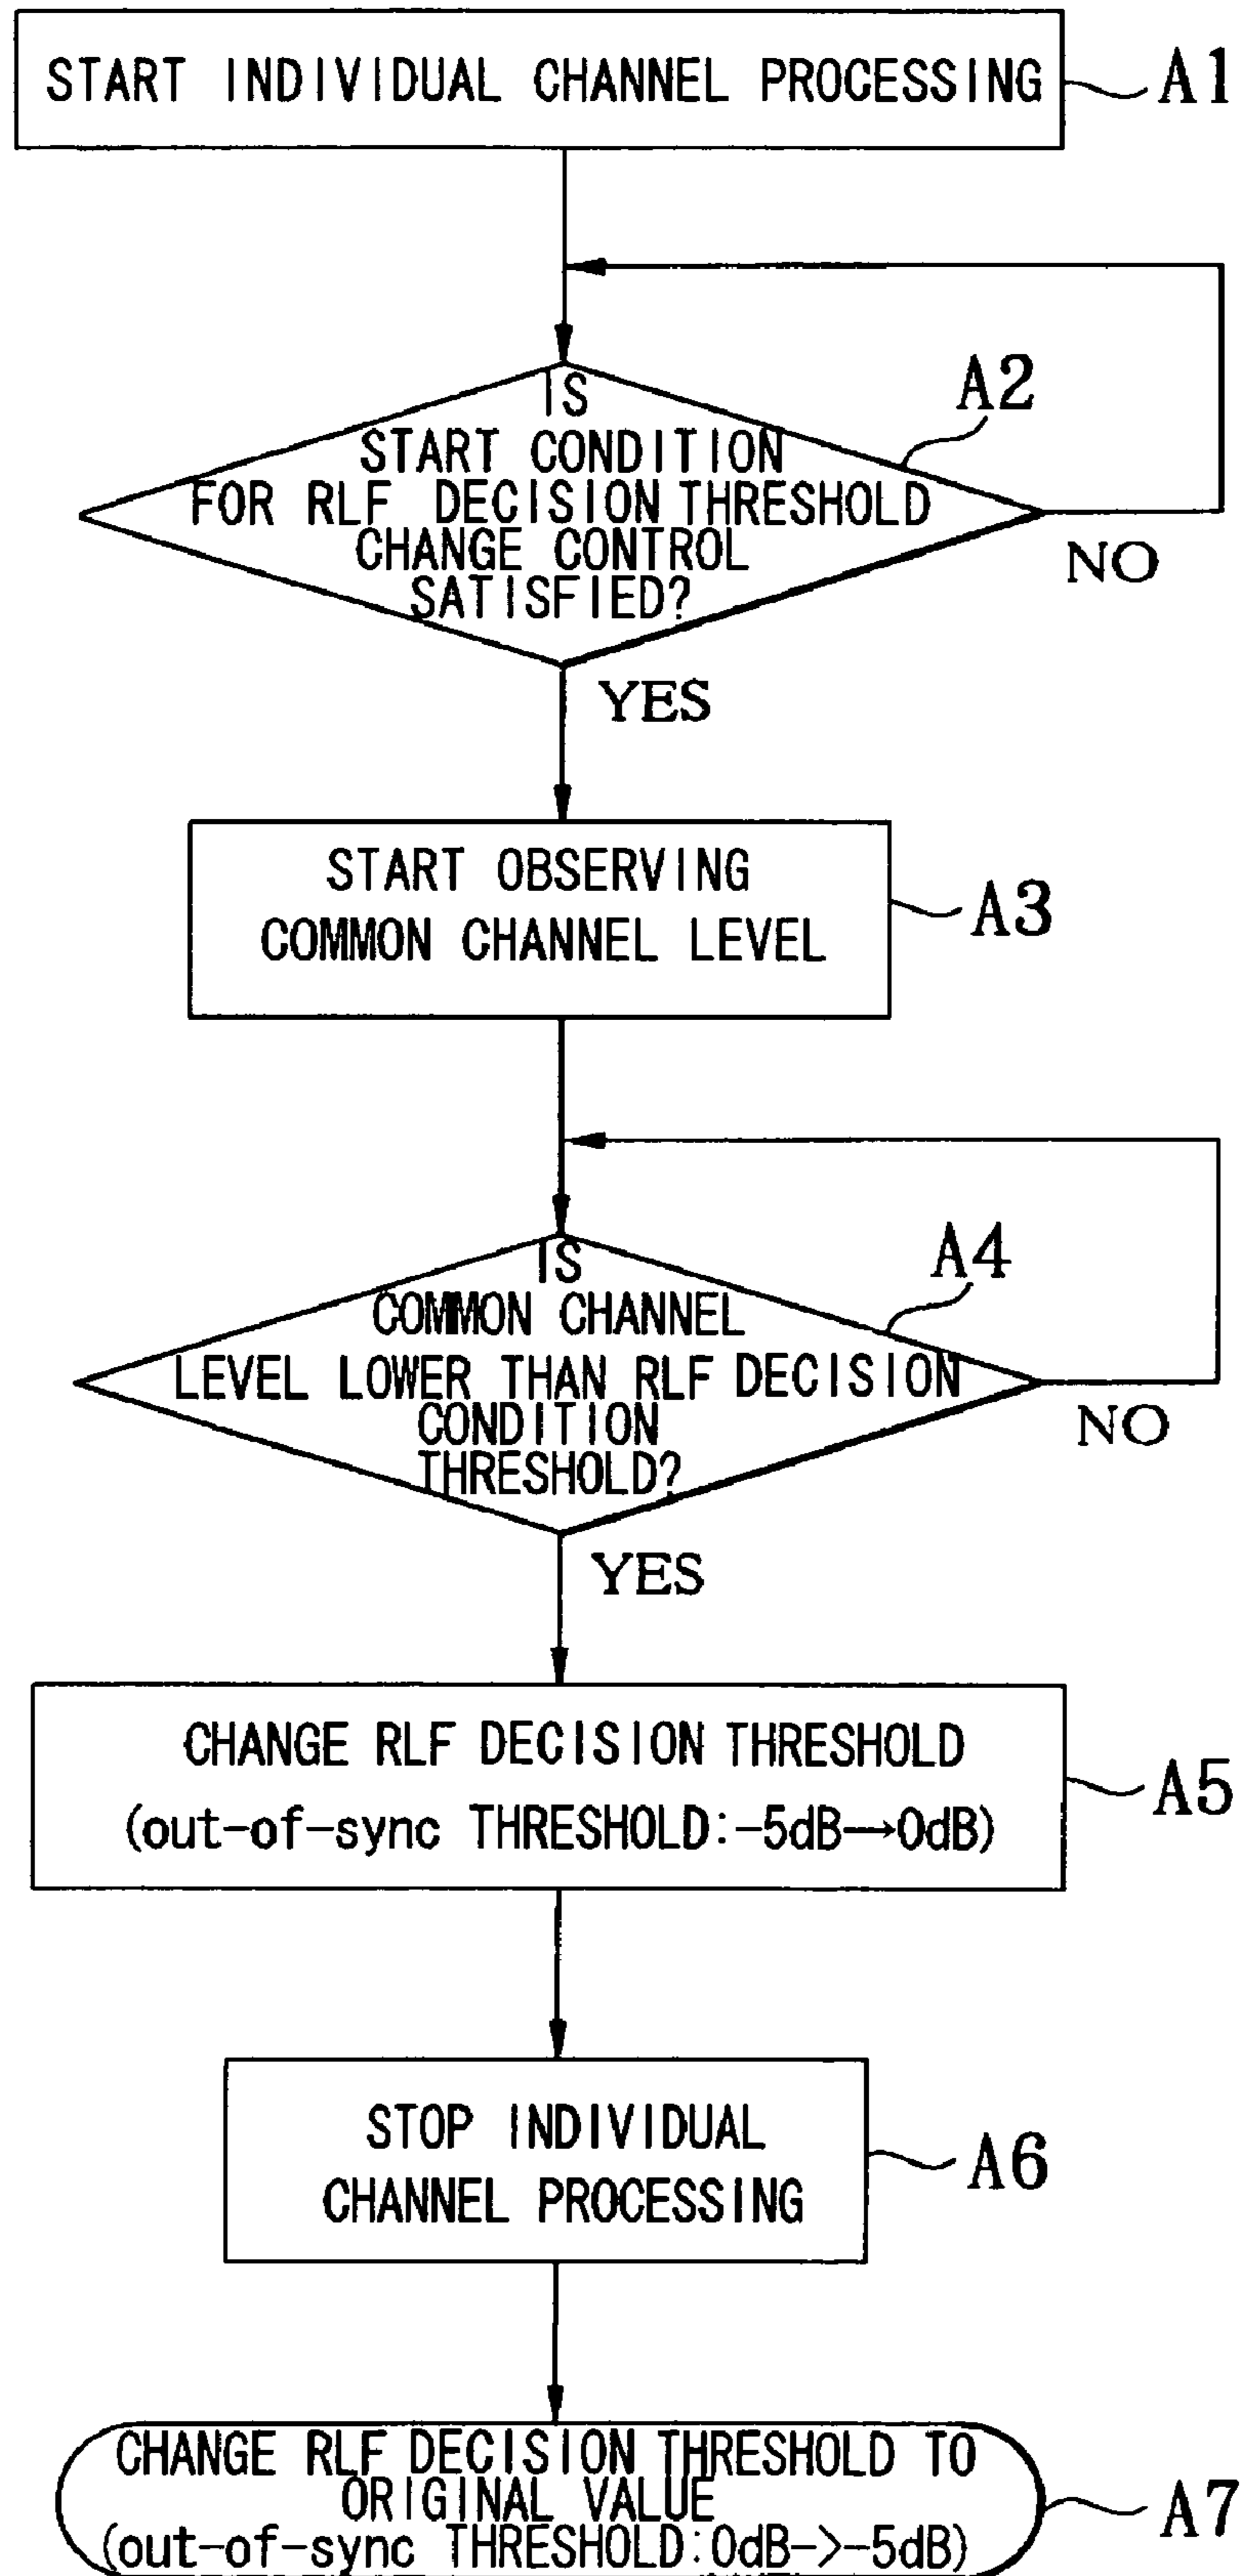 START INDIVIDUAL CHANNEL PROCESSING
A1
IS
START CONDITION
FOR RLF DECISION THRESHOLD
CHANGE CONTROL
SATISFIED?
A2
NO
YES
START OBSERVING
COMMON CHANNEL LEVEL
A3
IS
COMMON CHANNEL
LEVEL LOWER THAN RLF DECISION
CONDITION
THRESHOLD?
A4
NO
YES
CHANGE RLF DECISION THRESHOLD
(out-of-sync THRESHOLD:-5dB→0dB)
A5
STOP INDIVIDUAL
CHANNEL PROCESSING
A6
CHANGE RLF DECISION THRESHOLD TO
ORIGINAL VALUE
(out-of-sync THRESHOLD:0dB->-5dB)
A7